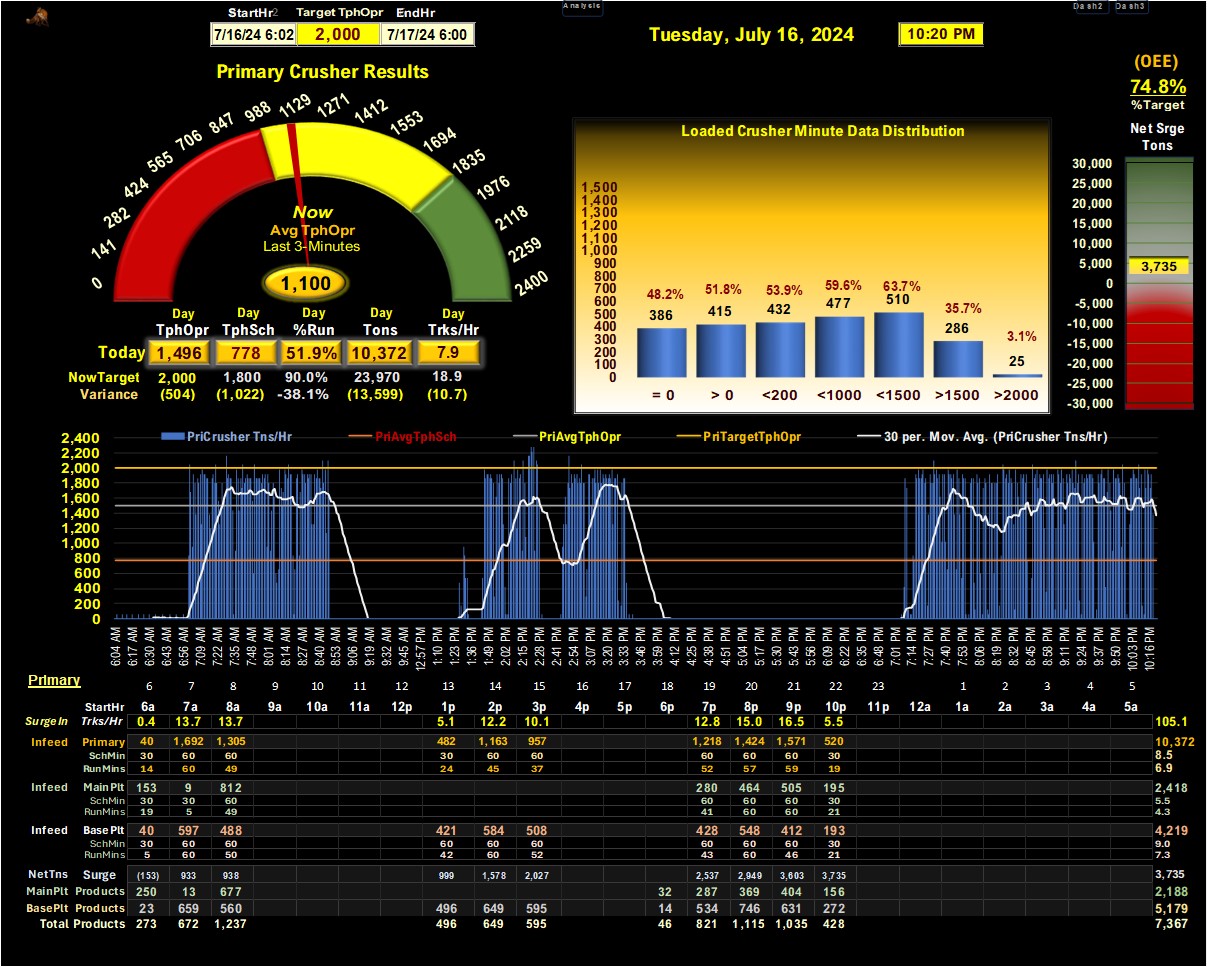 Analysis
Dash2 Dash3
StartHr2 Target TphOpr EndHr
7/16/24 6:02 2,000 7/17/24 6:00
Tuesday, July 16, 2024 10:20 PM
(OEE)
74.8%
%Target
Net Srge
Tons
Primary Crusher Results
0 141 282 424 565 706 847 988 1129 1271 1412 1553 1694 1835 1976 2118 2259 2400
Now
Avg TphOpr
Last 3-Minutes
1,100
Day Day Day Day Day
TphOpr TphSch %Run Tons Trks/Hr
Today 1,496 778 51.9% 10,372 7.9
NowTarget 2,000 1,800 90.0% 23,970 18.9
Variance (504) (1,022) -38.1% (13,599) (10.7)
Loaded Crusher Minute Data Distribution
1,500
1,400
1,300
1,200
1,100
1,000
900
800
700
600
500
400
300
200
100
0
48.2% 51.8% 53.9% 59.6% 63.7% 35.7% 3.1%
386 415 432 477 510 286 25
= 0 > 0 <200 <1000 <1500 >1500 >2000
30,000
25,000
20,000
15,000
10,000
5,000
0
-5,000
-10,000
-15,000
-20,000
-25,000
-30,000
3,735
PriCrusher Tns/Hr PriAvgTphSch PriAvgTphOpr PriTargetTphOpr 30 per. Mov. Avg. (PriCrusher Tns/Hr)
2,400
2,200
2,000
1,800
1,600
1,400
1,200
1,000
800
600
400
200
0
6:04 AM 6:17 AM 6:30 AM 6:43 AM 6:56 AM 7:09 AM 7:22 AM 7:35 AM 7:48 AM 8:01 AM 8:14 AM 8:27 AM 8:40 AM 8:53 AM 9:06 AM 9:19 AM 9:32 AM 9:45 AM 12:57 PM 1:10 PM 1:23 PM 1:36 PM 1:49 PM 2:02 PM 2:15 PM 2:28 PM 2:41 PM 2:54 PM 3:07 PM 3:20 PM 3:33 PM 3:46 PM 3:59 PM 4:12 PM 4:25 PM 4:38 PM 4:51 PM 5:04 PM 5:17 PM 5:30 PM 5:43 PM 5:56 PM 6:09 PM 6:22 PM 6:35 PM 6:48 PM 7:01 PM 7:14 PM 7:27 PM 7:40 PM 7:53 PM 8:06 PM 8:19 PM 8:32 PM 8:45 PM 8:58 PM 9:11 PM 9:24 PM 9:37 PM 9:50 PM 10:03 PM 10:16 PM
Primary 6 7 8 9 10 11 12 13 14 15 16 17 18 19 20 21 22 23 1 2 3 4 5
StartHr 6a 7a 8a 9a 10a 11a 12p 1p 2p 3p 4p 5p 6p 7p 8p 9p 10p 11p 12a 1a 2a 3a 4a 5a
SurgeIn Trks/Hr 0.4 13.7 13.7 5.1 12.2 10.1 12.8 15.0 16.5 5.5 105.1
Infeed Primary 40 1,692 1,305 482 1,163 957 1,218 1,424 1,571 520 10,372
SchMin 30 60 60 30 60 60 60 60 60 30 8.5
RunMins 14 60 49 24 45 37 52 57 59 19 6.9
Infeed MainPlt 153 9 812 280 464 505 195 2,418
SchMin 30 30 60 60 60 60 30 5.5
RunMins 19 5 49 41 60 60 21 4.3
Infeed BasePlt 40 597 488 421 584 508 428 548 412 193 4,219
SchMin 30 60 60 60 60 60 60 60 60 30 9.0
RunMins 5 60 50 42 60 52 43 60 46 21 7.3
NetTns Surge (153) 933 938 999 1,578 2,027 2,537 2,949 3,603 3,735 3,735
MainPlt Products 250 13 677 32 287 369 404 156 2,188
BasePlt Products 23 659 560 496 649 595 14 534 746 631 272 5,179
Total Products 273 672 1,237 496 649 595 46 821 1,115 1,035 428 7,367